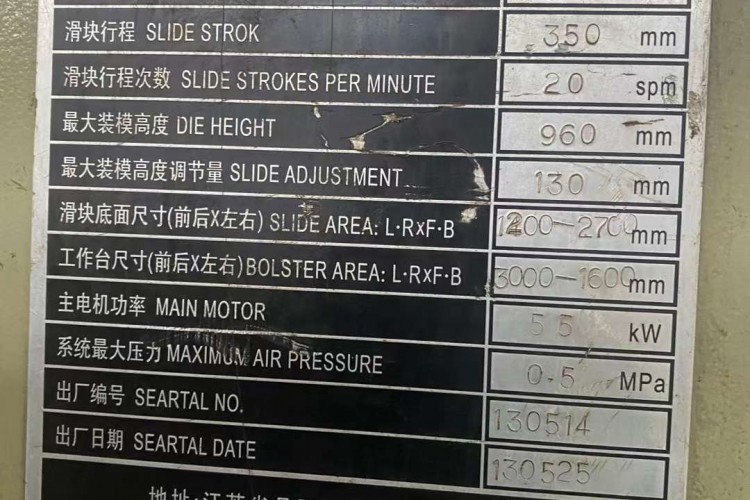 滑块行程 SLIDE STROK 350 mm
滑块行程次数 SLIDE STROKES PER MINUTE 20 spm
最大装模高度 DIE HEIGHT 960 mm
最大装模高度调节量 SLIDE ADJUSTMENT 130 mm
滑块底面尺寸(前后X左右) SLIDE AREA: L·RxF·B 1200—2700 mm
工作台尺寸(前后X左右) BOLSTER AREA: L·RxF·B 3000—1600 mm
主电机功率 MAIN MOTOR 55 kW
系统最大压力 MAXIMUM AIR PRESSURE 0.5 MPa
出厂编号 SEARTAL NO. 130514
出厂日期 SEARTAL DATE 130525